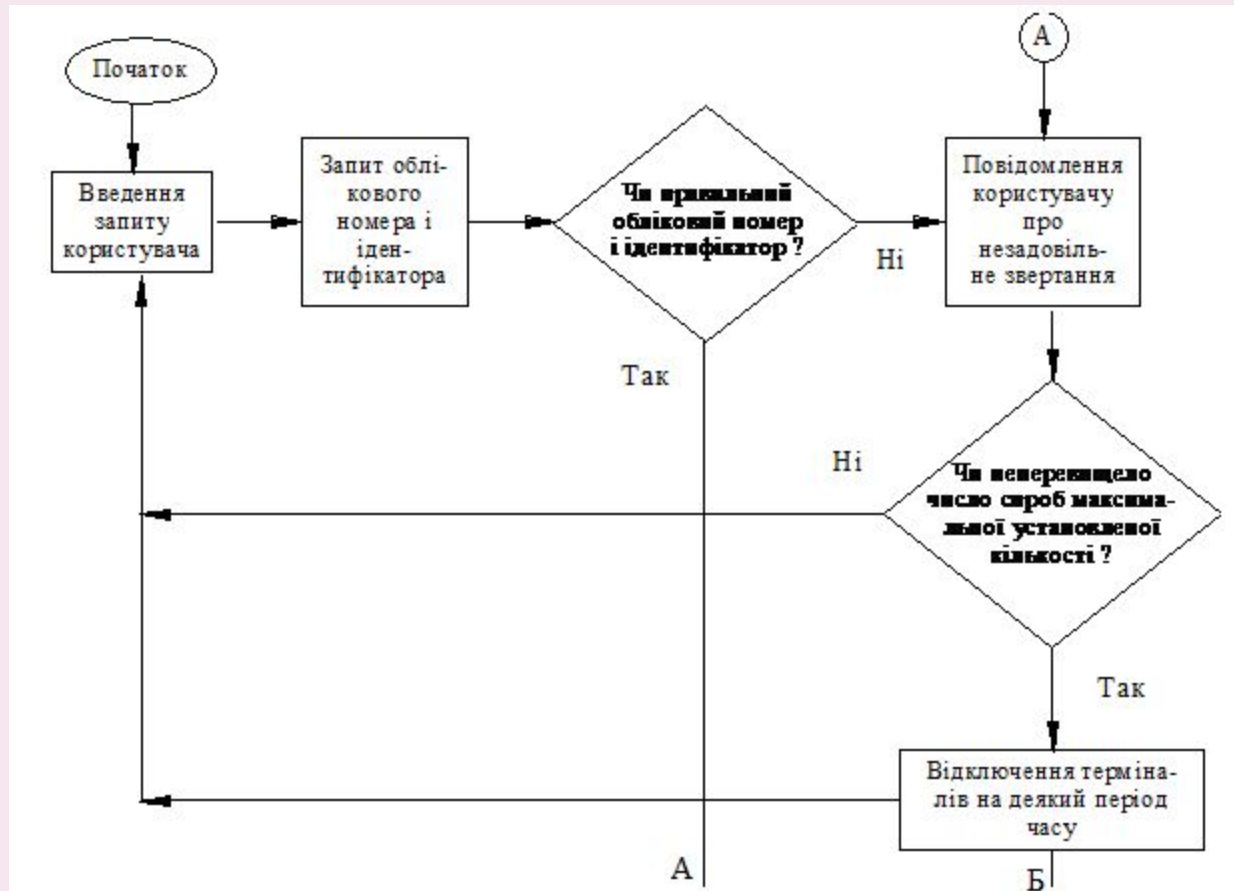 Початок
Введення
запиту
користувача
Запит облі-
кового
номера і
іден-
тифікатора
Чи правильний
обліковий номер
і ідентифікатор ?
Ні
Так
А
Повідомлення
користувачу
про
незадовіль-
не звертання
Ні
Чи неперевищело
число спроб максима-
льної установленої
кількості ?
Так
Відключення терміна-
лів на деякий період
часу
А
Б